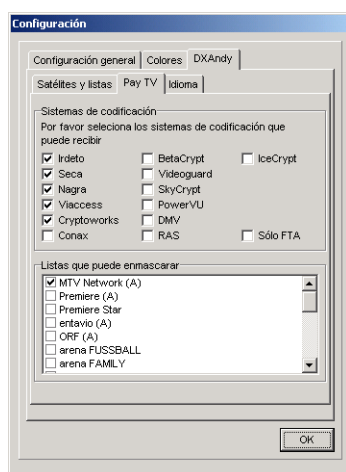 Configuración
Configuración general Colores DXAndy
Satélites y listas Pay TV Idioma
Sistemas de codificación
Por favor seleciona los sistemas de codificación que
puede recibir
Irdeto BetaCrypt IceCrypt
Seca Videoguard
Nagra SkyCrypt
Viaccess PowerVU
Cryptoworks DMV
Conax RAS Sólo FTA
Listas que puede enmascarar
MTV Network (A)
Premiere (A)
Premiere Star
entavio (A)
ORF (A)
arena FUSSBALL
arena FAMILY
OK